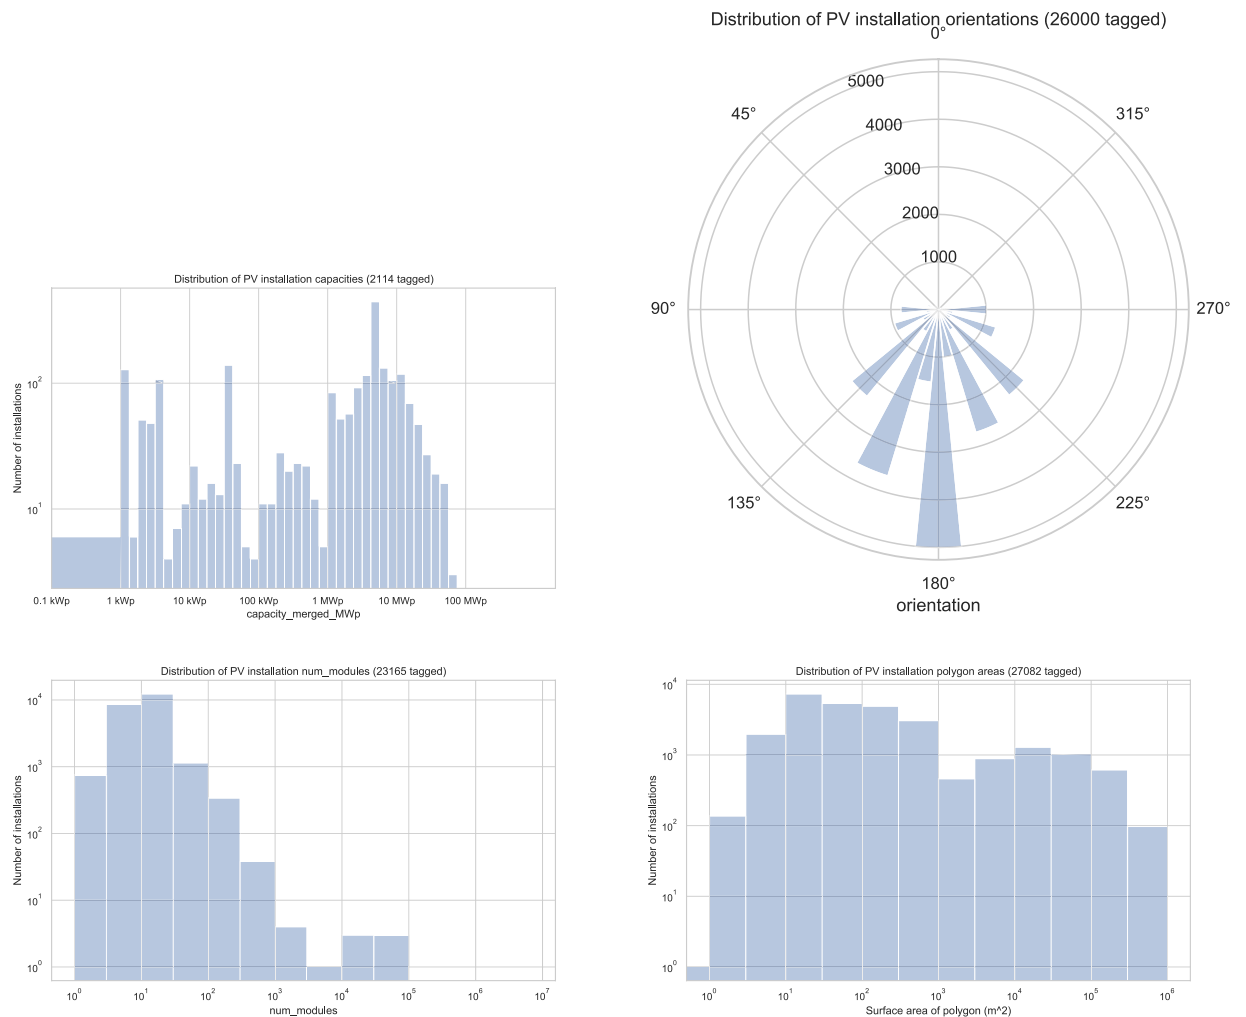 Distribution of PV installation orientations (26000 tagged)
0°
45°
315°
5000
4000
3000
2000
1000
90°
270°
135°
225°
180°
orientation
Distribution of PV installation capacities (2114 tagged)
Number of installations
10²
10¹
0.1 kWp 1 kWp 10 kWp 100 kWp 1 MWp 10 MWp 100 MWp
capacity_merged_MWp
Distribution of PV installation num_modules (23165 tagged)
Number of installations
10⁴
10³
10²
10¹
10⁰
10⁰ 10¹ 10² 10³ 10⁴ 10⁵ 10⁶ 10⁷
num_modules
Distribution of PV installation polygon areas (27082 tagged)
Number of installations
10⁴
10³
10²
10¹
10⁰
10⁰ 10¹ 10² 10³ 10⁴ 10⁵ 10⁶
Surface area of polygon (m^2)